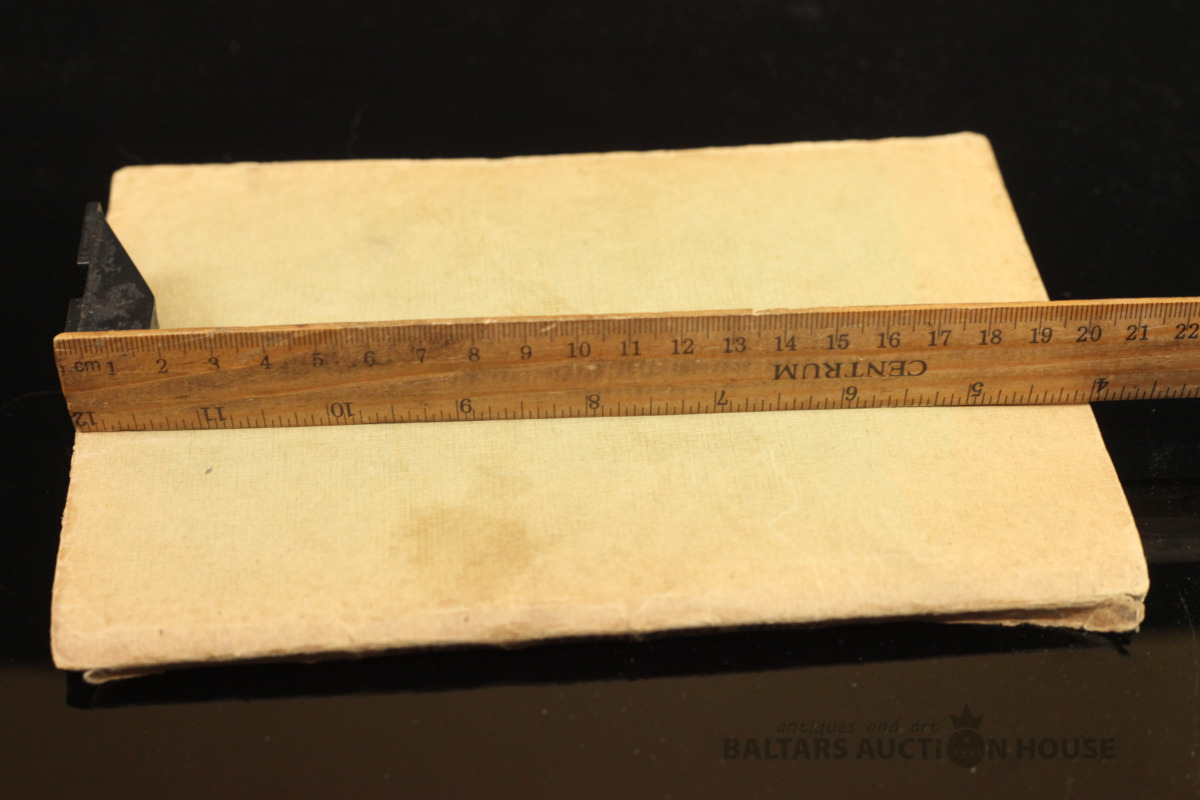 cm 1 2 3 4 5 6 7 8 9 10 11 12 13 14 15 16 17 18 19 20 21 22
CENTRUM
12 11 10 9 8 7 6 5 4
antiques and art
BALTARS AUCTION HOUSE